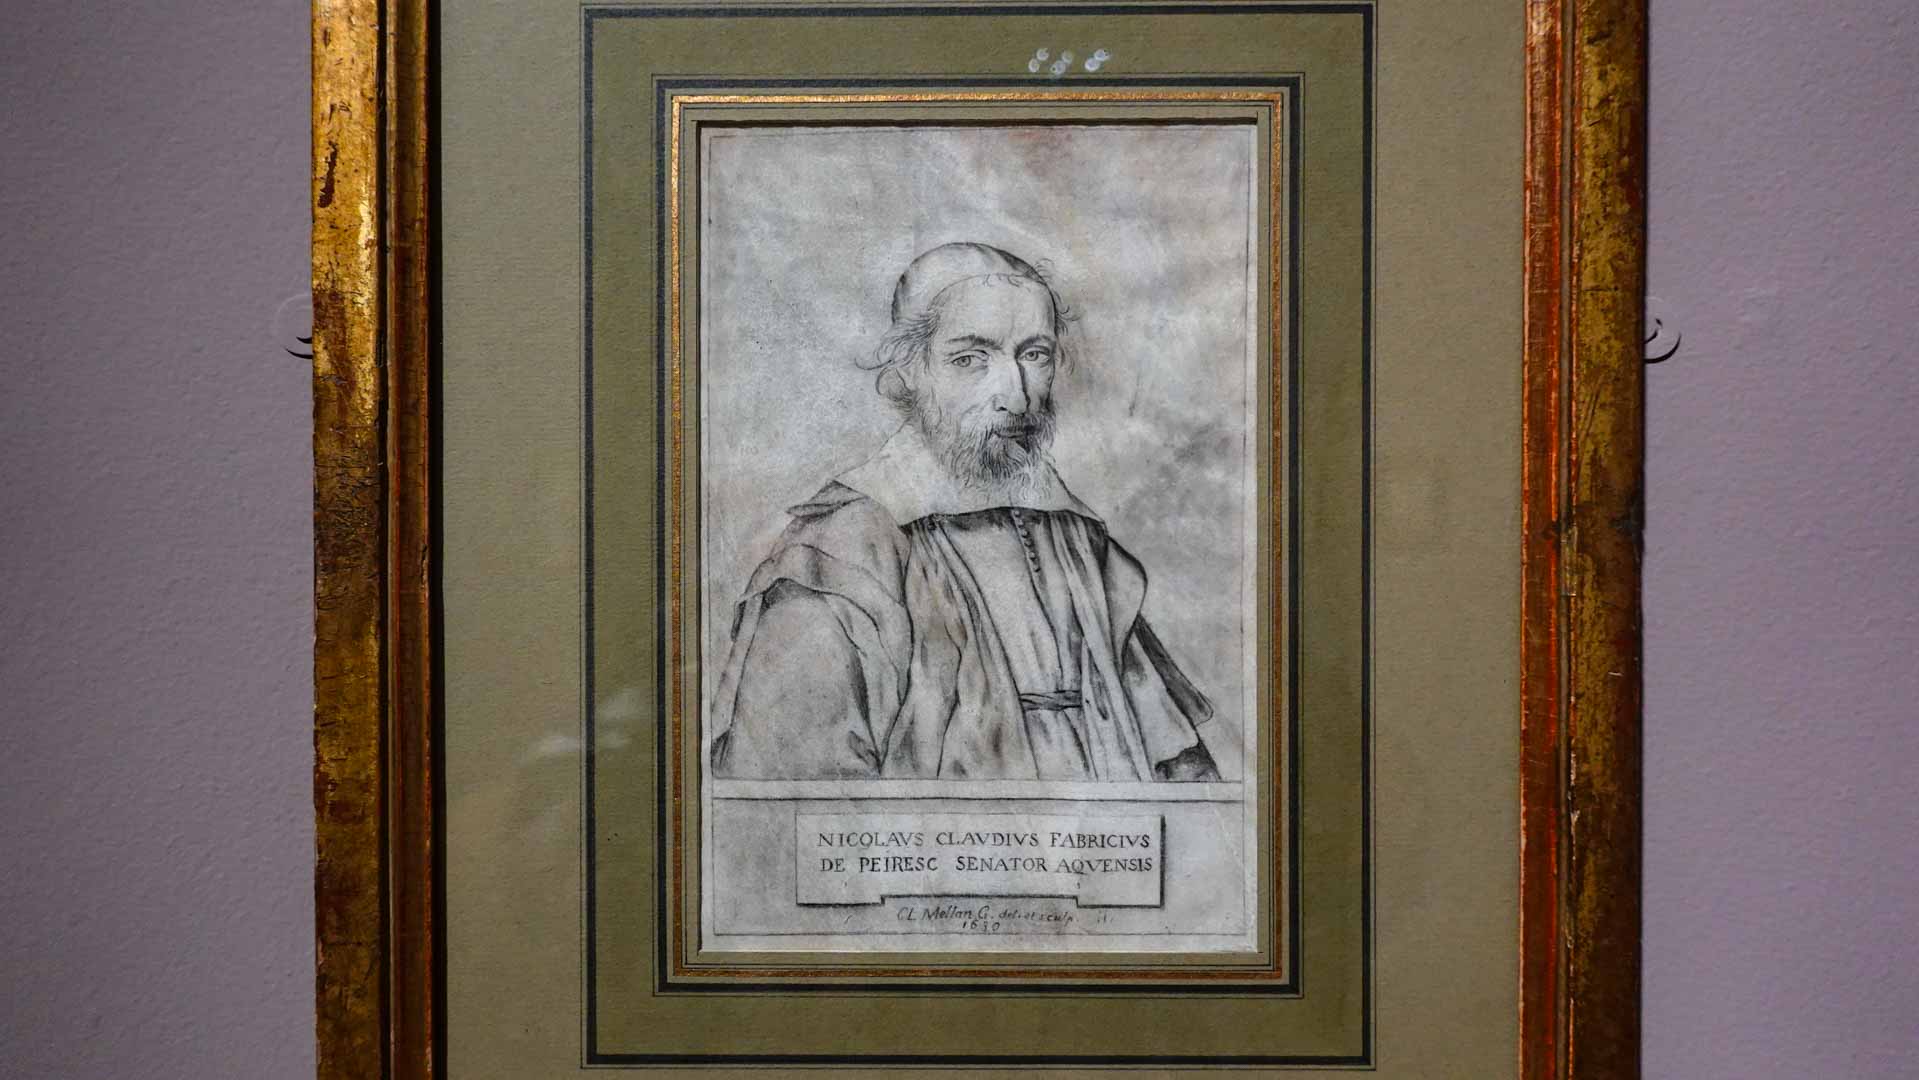 NICOLAVS CLAVDIVS FABRICIVS
DE PEIRESC SENATOR AQVENSIS
CL. Mellan G. del. et sculp.
1630